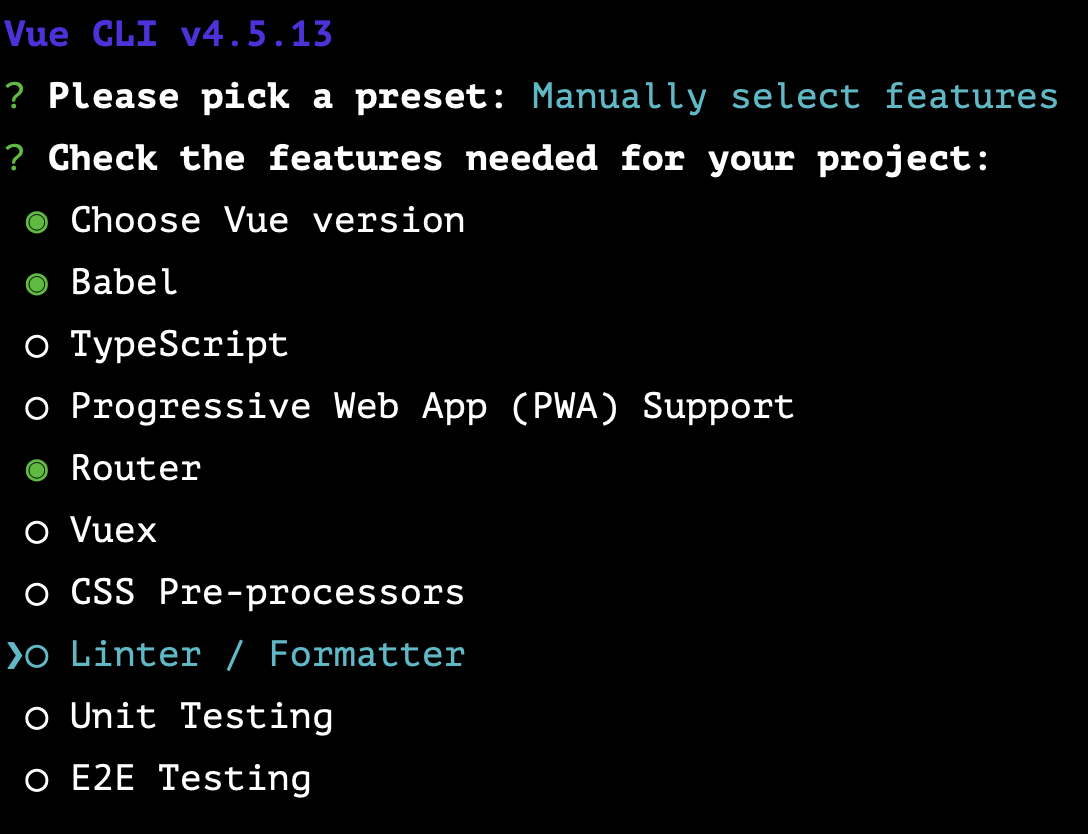 Vue CLI v4.5.13
? Please pick a preset: Manually select features
? Check the features needed for your project:
◉ Choose Vue version
◉ Babel
◯ TypeScript
◯ Progressive Web App (PWA) Support
◉ Router
◯ Vuex
◯ CSS Pre-processors
❯◯ Linter / Formatter
◯ Unit Testing
◯ E2E Testing